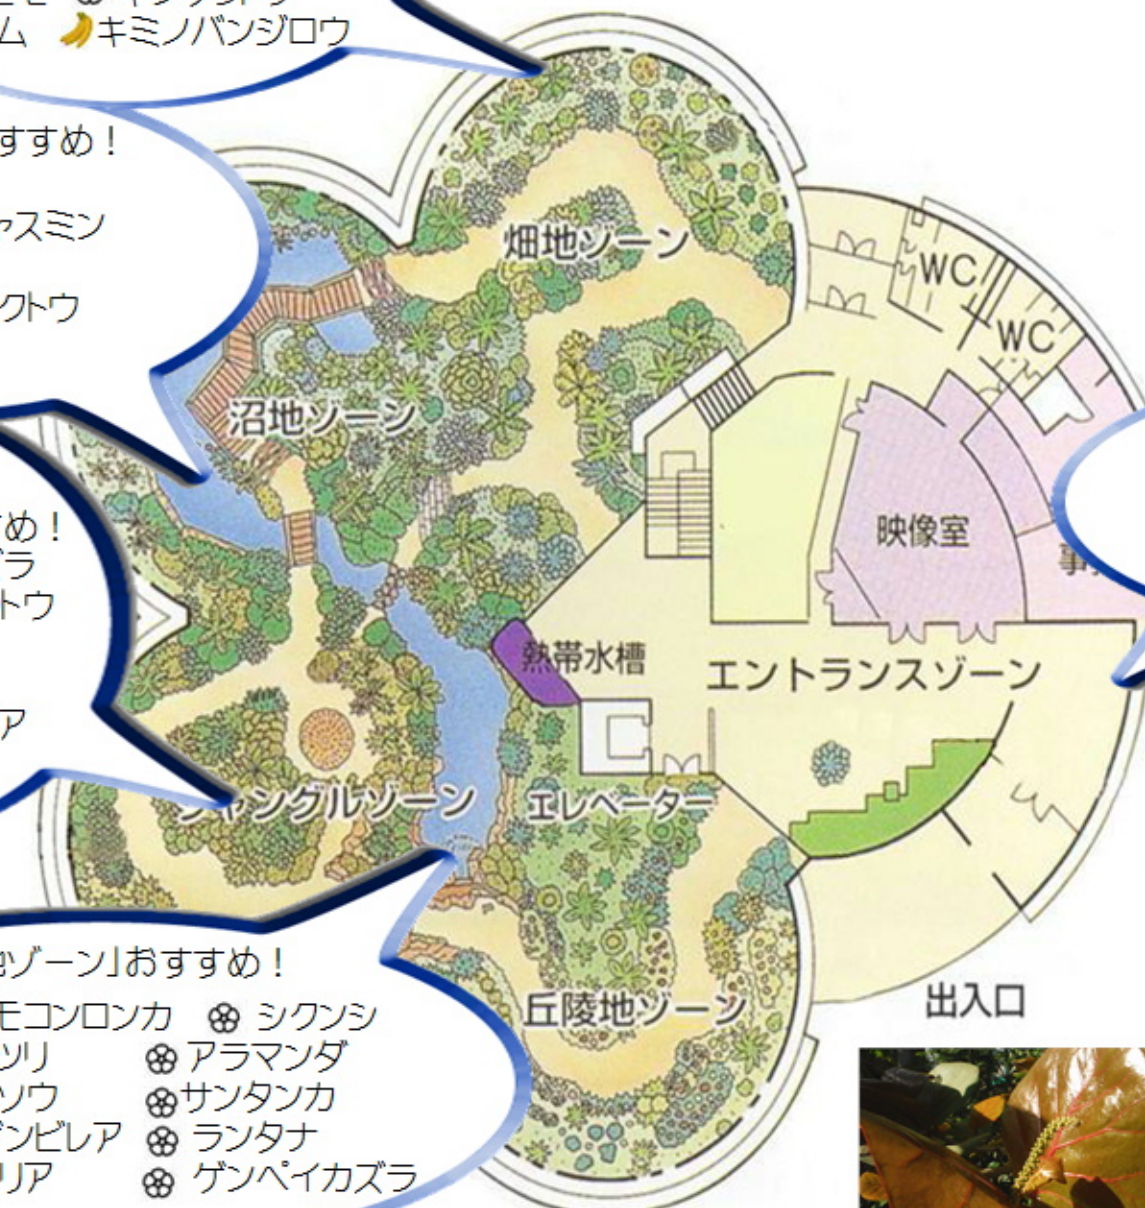 ム キミノバンジロウ
すすめ！
ャスミン
クトウ
畑地ゾーン
WC
WC
沼地ゾーン
め！
ラ
トウ
ア
映像室
熱帯水槽
エントランスゾーン
ジャングルゾーン
エレベーター
地ゾーン」おすすめ！
モコンロンカ シクンシ
ツリ アラマンダ
ソウ サンタンカ
ゲンビレア ランタナ
リア ゲンペイカズラ
丘陵地ゾーン
出入口